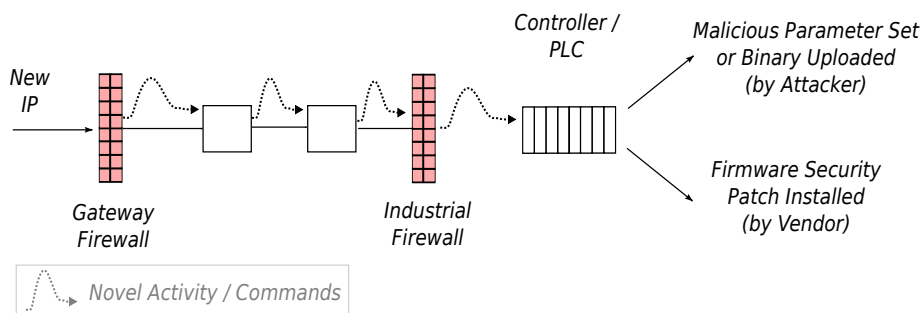 Controller /
PLC
Malicious Parameter Set
or Binary Uploaded
(by Attacker)
New
IP
Gateway
Firewall
Industrial
Firewall
Firmware Security
Patch Installed
(by Vendor)
Novel Activity / Commands